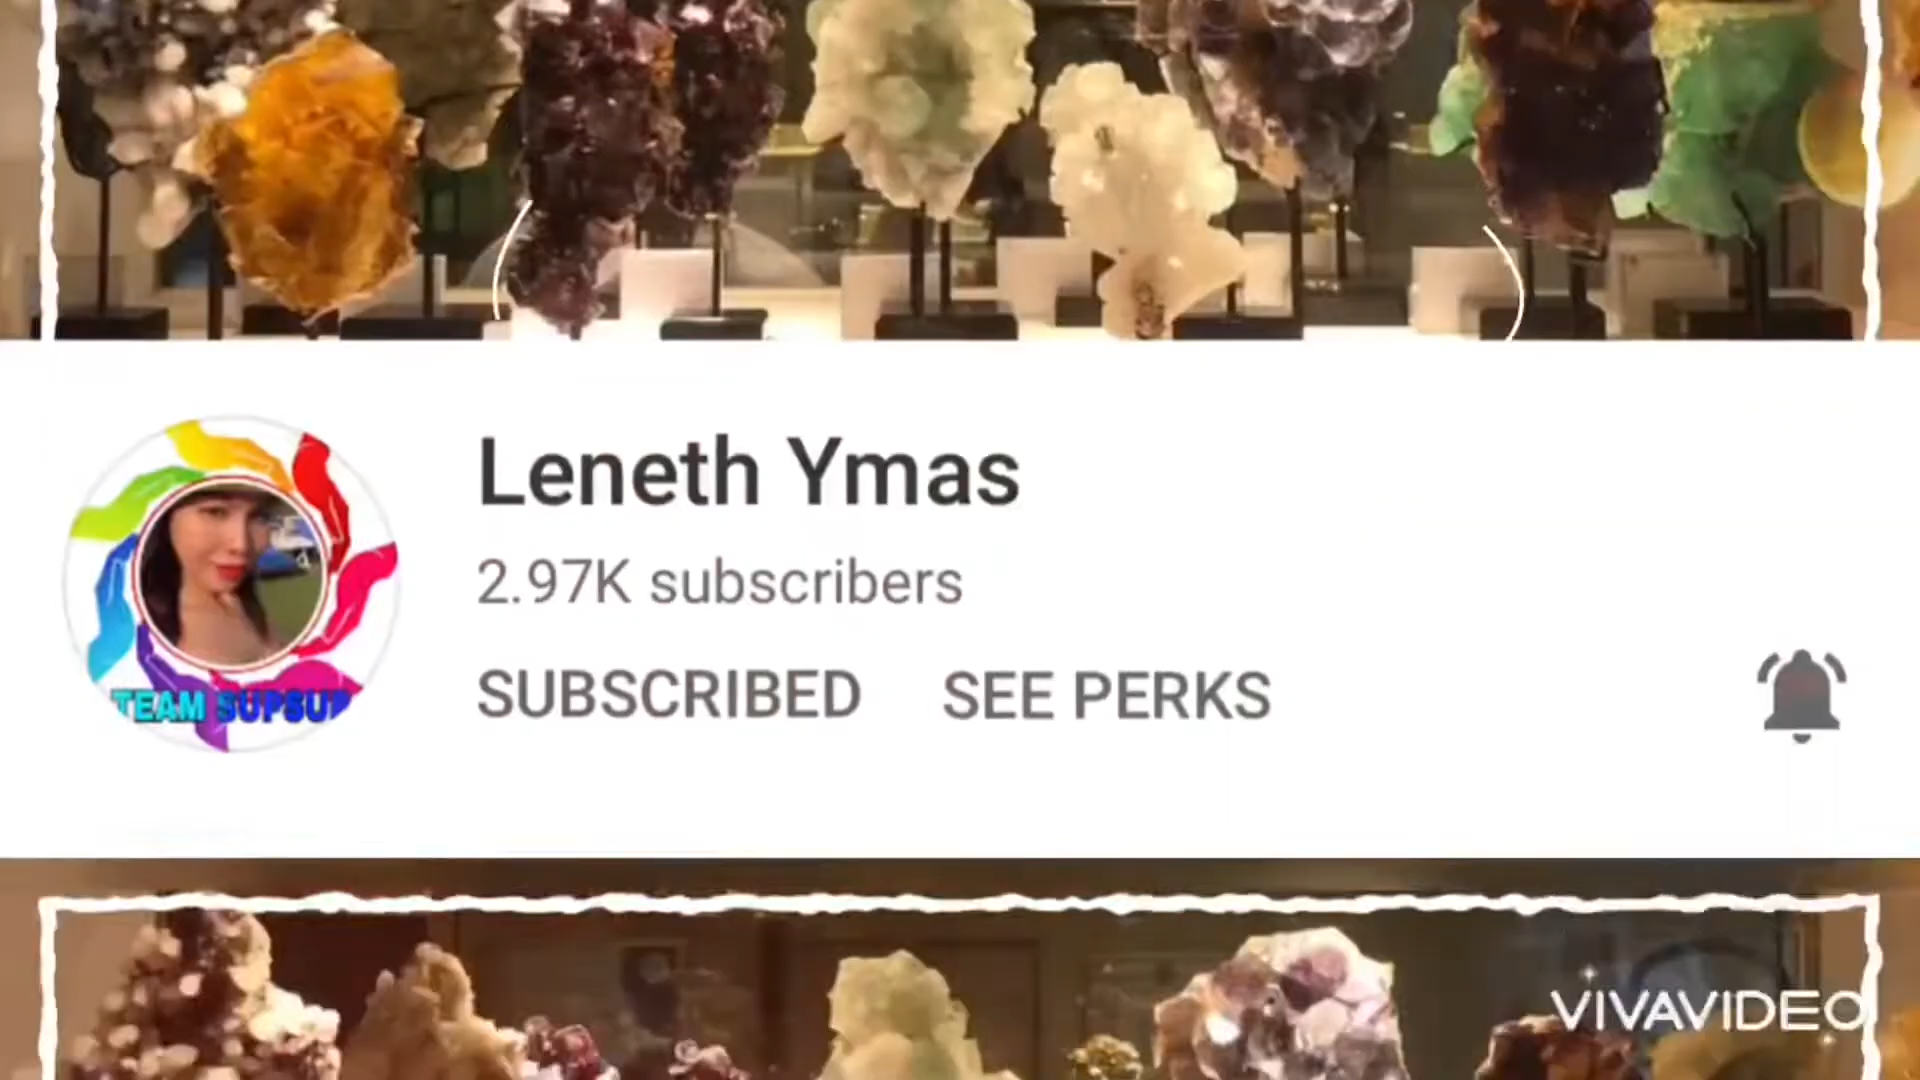 Leneth Ymas
2.97K subscribers
SUBSCRIBED SEE PERKS
TEAM SUPSUP
VIVAVIDEO